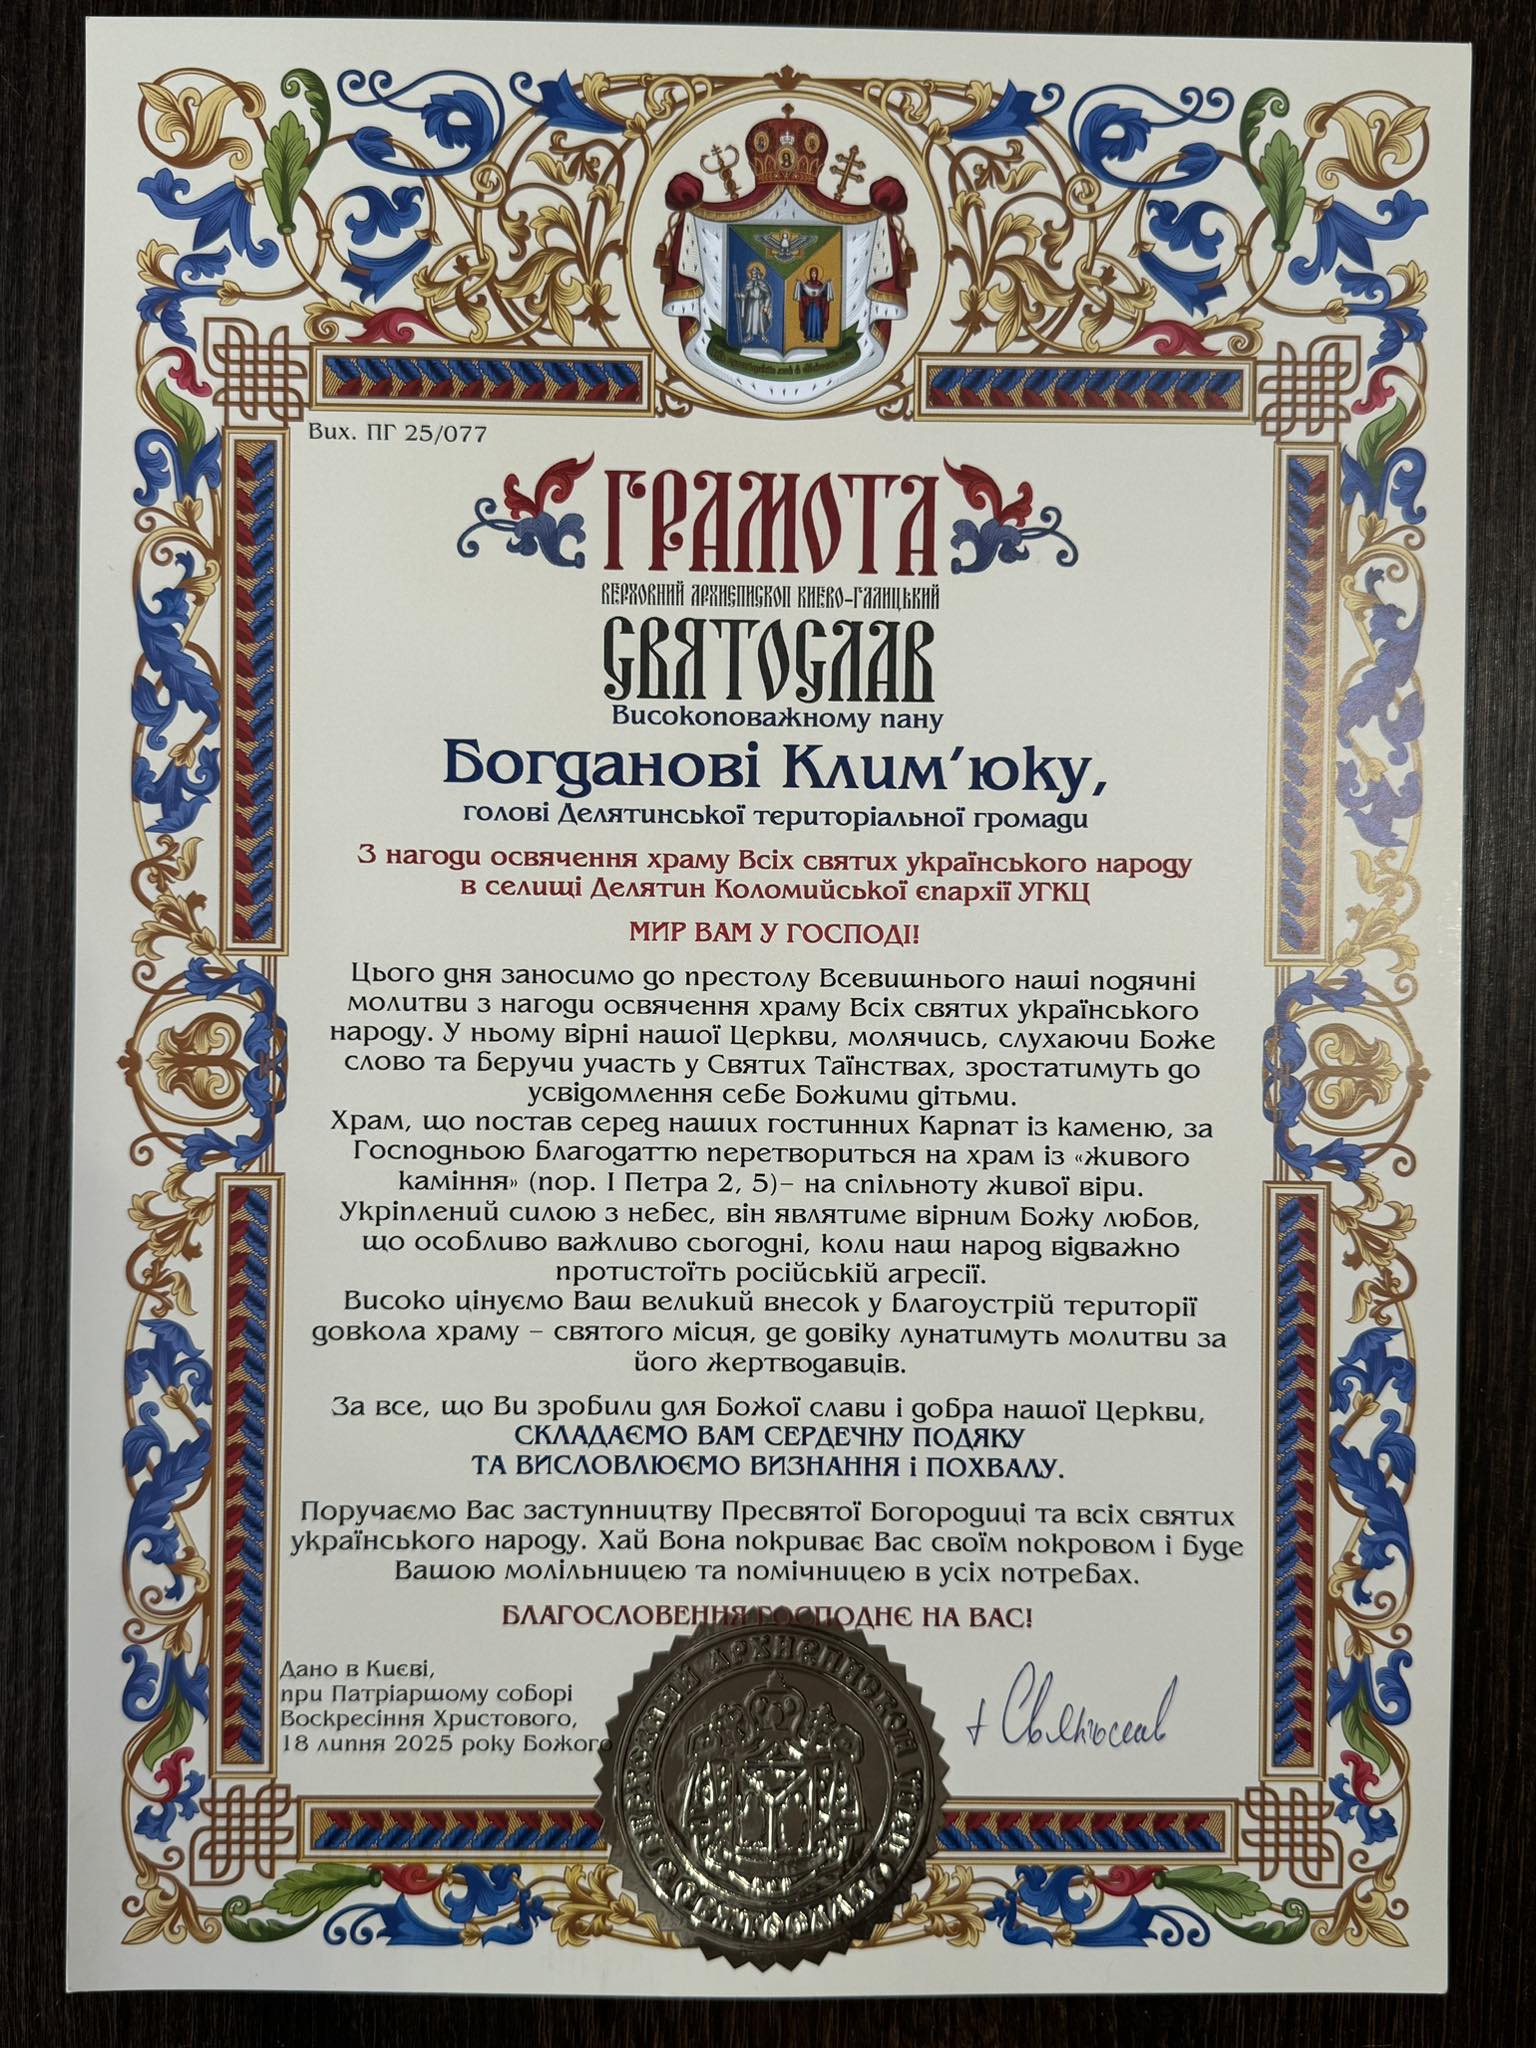 Вих. ПГ 25/077
ГРАМОТА
ВЕРХОВНИЙ АРХИЄПИСКОП КИЄВО-ГАЛИЦЬКИЙ
СВЯТОСЛАВ
Високоповажному пану
Богданові Клим’юку,
голові Делятинської територіальної громади
З нагоди освячення храму Всіх святих українського народу
в селищі Делятин Коломийської єпархії УГКЦ
МИР ВАМ У ГОСПОДІ!
Цього дня заносимо до престолу Всевишнього наші подячні
молитви з нагоди освячення храму Всіх святих українського
народу. У ньому вірні нашої Церкви, молячись, слухаючи Боже
слово та беручи участь у Святих Таїнствах, зростатимуть до
усвідомлення себе Божими дітьми.
Храм, що постав серед наших гостинних Карпат із каменю, за
Господньою благодаттю перетвориться на храм із «живого
каміння» (пор. І Петра 2, 5)– на спільноту живої віри.
Укріплений силою з небес, він являтиме вірним Божу любов,
що особливо важливо сьогодні, коли наш народ відважно
протистоїть російській агресії.
Високо цінуємо Ваш великий внесок у благоустрій території
довкола храму – святого місця, де довіку лунатимуть молитви за
його жертводавців.
За все, що Ви зробили для Божої слави і добра нашої Церкви,
СКЛАДАЄМО ВАМ СЕРДЕЧНУ ПОДЯКУ
ТА ВИСЛОВЛЮЄМО ВИЗНАННЯ І ПОХВАЛУ.
Поручаємо Вас заступництву Пресвятої Богородиці та всіх святих
українського народу. Хай Вона покриває Вас своїм покровом і буде
Вашою молільницею та помічницею в усіх потребах.
БЛАГОСЛОВЕННЯ ГОСПОДНЄ НА ВАС!
Дано в Києві,
при Патріаршому соборі
Воскресіння Христового,
18 липня 2025 року Божого
+ Святослав
ВЕРХОВНИЙ АРХИЄПИСКОП УГКЦ
СВЯТОСЛАВ